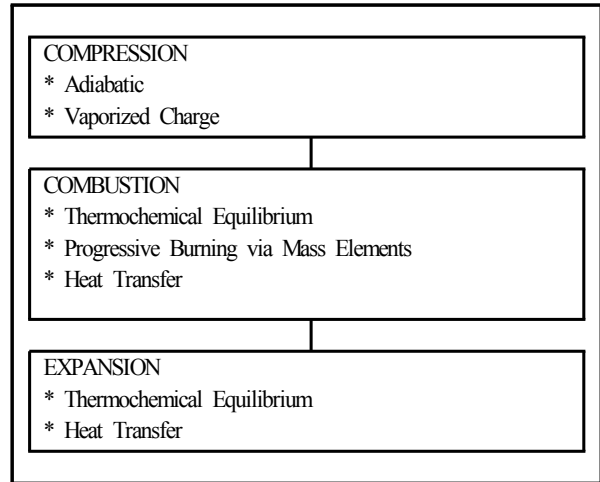 COMPRESSION
* Adiabatic
* Vaporized Charge
COMBUSTION
* Thermochemical Equilibrium
* Progressive Burning via Mass Elements
* Heat Transfer
EXPANSION
* Thermochemical Equilibrium
* Heat Transfer